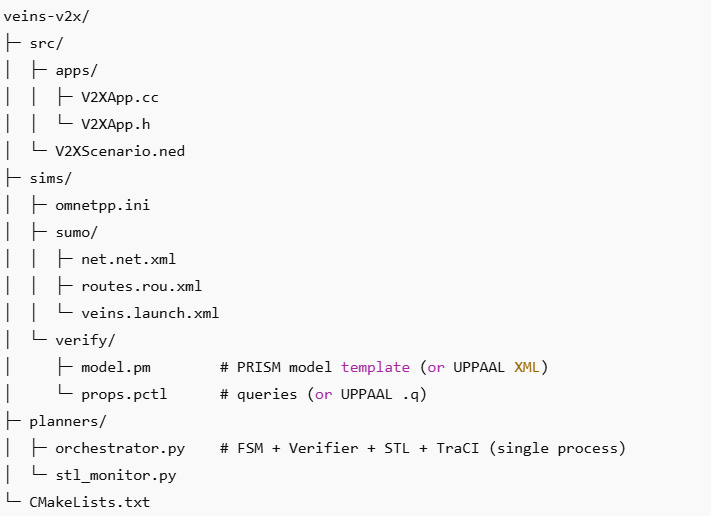 veins-v2x/
├─ src/
│  ├─ apps/
│  │  ├─ V2XApp.cc
│  │  └─ V2XApp.h
│  └─ V2XScenario.ned
├─ sims/
│  ├─ omnetpp.ini
│  ├─ sumo/
│  │  ├─ net.net.xml
│  │  ├─ routes.rou.xml
│  │  └─ veins.launch.xml
│  └─ verify/
│     ├─ model.pm       # PRISM model template (or UPPAAL XML)
│     └─ props.pctl     # queries (or UPPAAL .q)
├─ planners/
│  ├─ orchestrator.py   # FSM + Verifier + STL + TraCI (single process)
│  └─ stl_monitor.py
└─ CMakeLists.txt